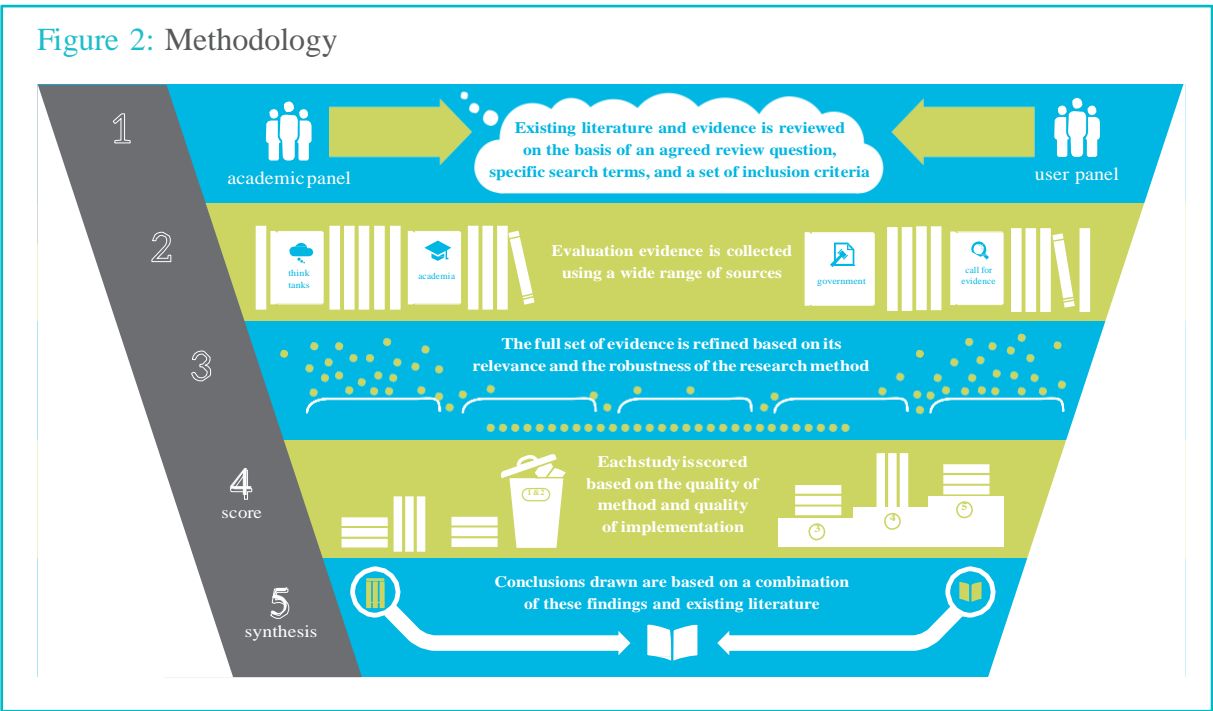 Figure 2: Methodology
1
academic panel
Existing literature and evidence is reviewed
on the basis of an agreed review question,
specific search terms, and a set of inclusion criteria
user panel
2
think
tanks
academia
Evaluation evidence is collected
using a wide range of sources
government
call for
evidence
3
The full set of evidence is refined based on its
relevance and the robustness of the research method
4
score
1 & 2
Each study is scored
based on the quality of
method and quality
of implementation
3
4
5
5
synthesis
Conclusions drawn are based on a combination
of these findings and existing literature